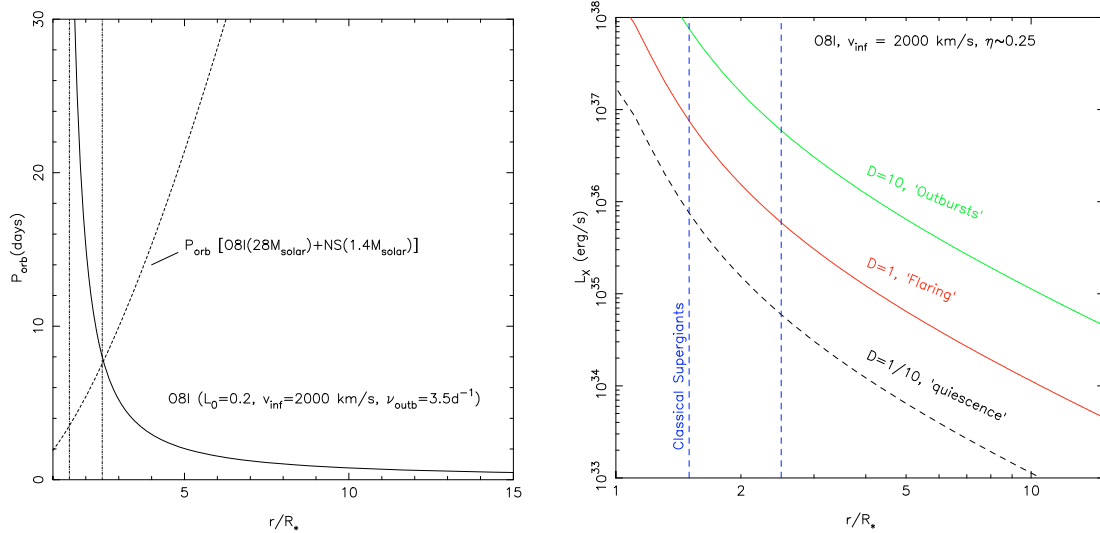 30
20
10
0
P_orb(days)
P_orb [O8I(28M_solar)+NS(1.4M_solar)]
O8I (L_0=0.2, v_inf=2000 km/s, ν_outb=3.5d^-1)
5 10 15
r/R_*
10^38
10^37
10^36
10^35
10^34
10^33
L_X (erg/s)
O8I, v_inf = 2000 km/s, η~0.25
D=10, 'Outbursts'
D=1, 'Flaring'
D=1/10, 'quiescence'
Classical Supergiants
1 2 5 10
r/R_*